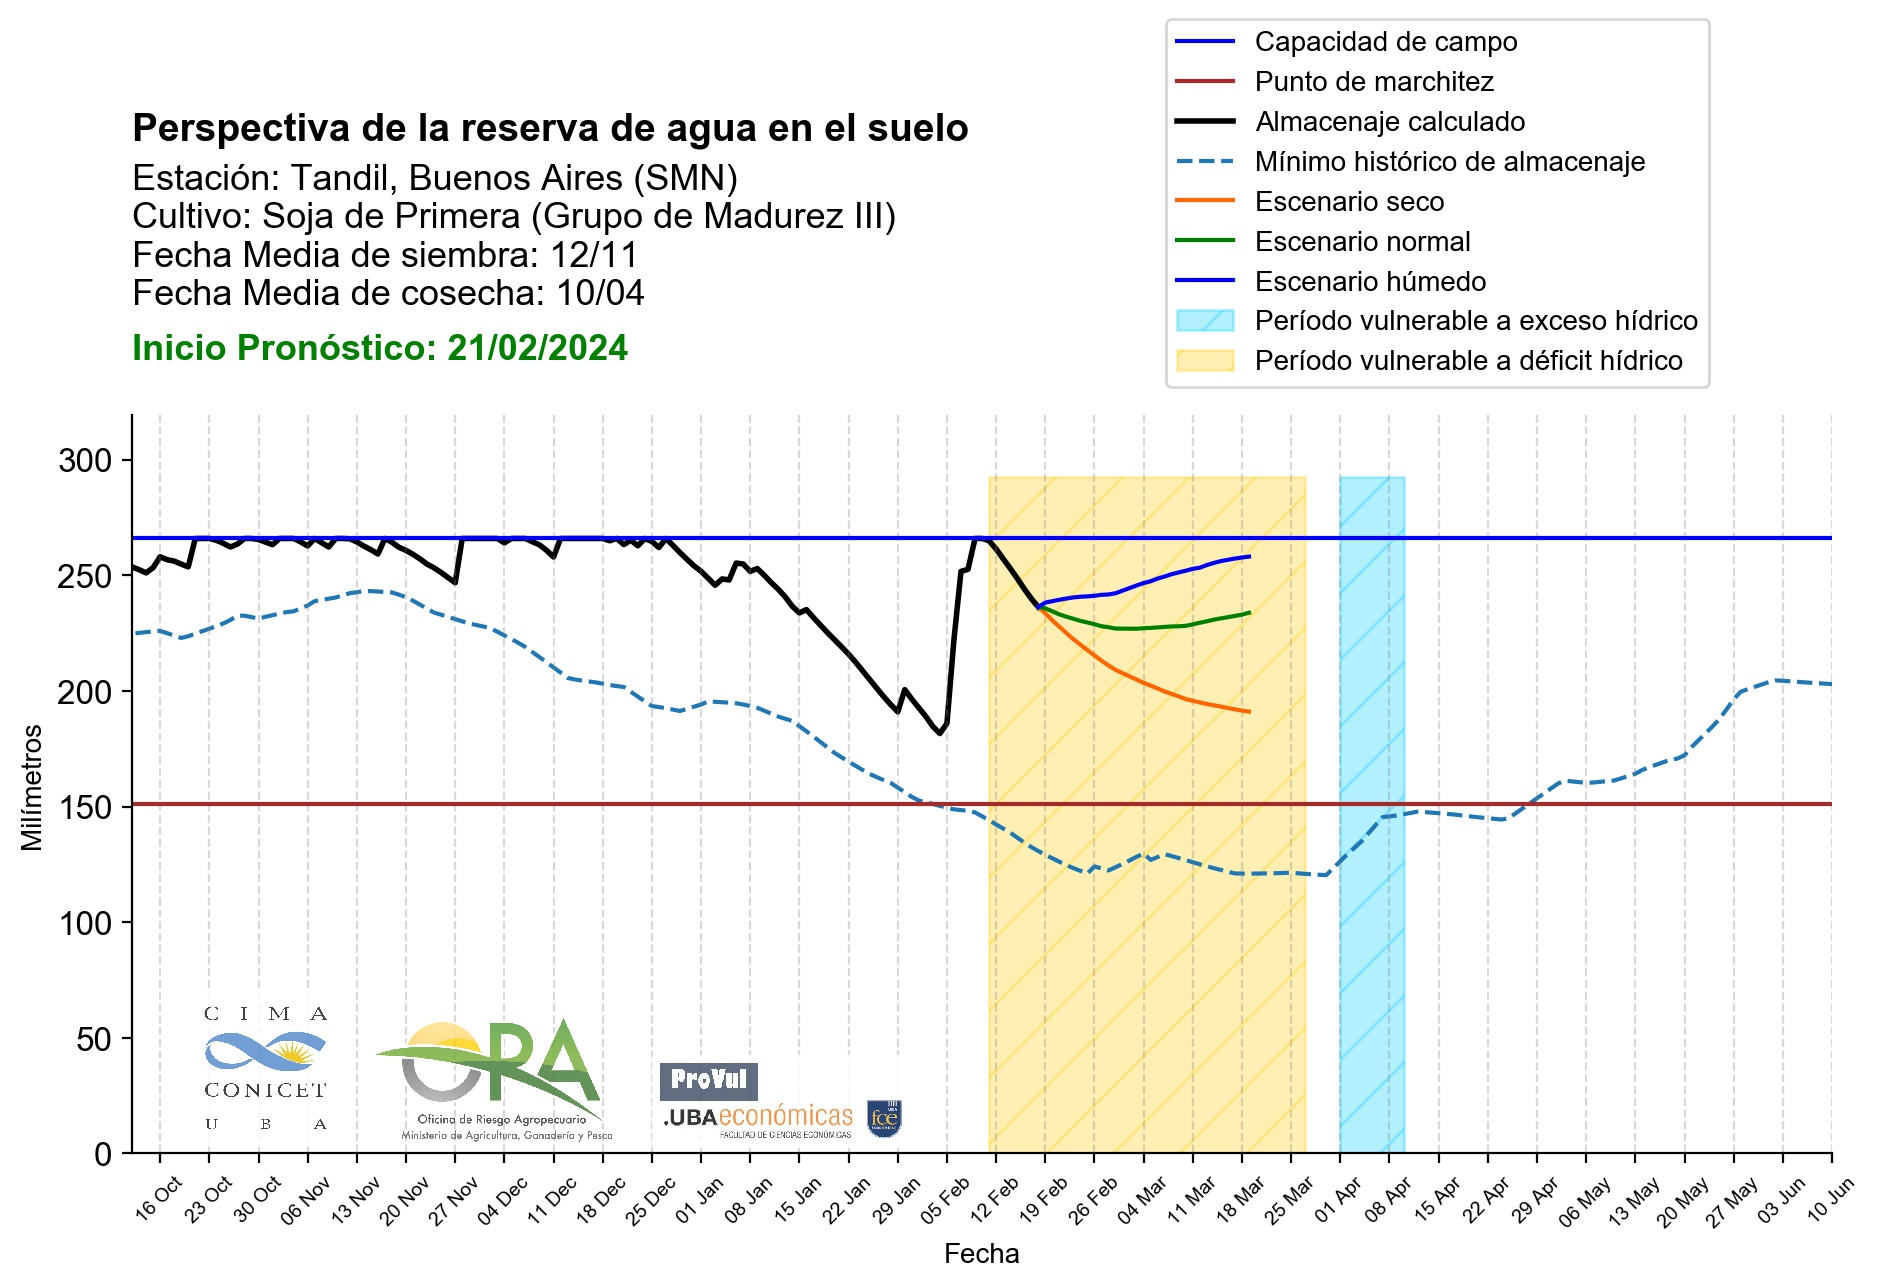 Capacidad de campo
Punto de marchitez
Almacenaje calculado
Mínimo histórico de almacenaje
Escenario seco
Escenario normal
Escenario húmedo
Período vulnerable a exceso hídrico
Período vulnerable a déficit hídrico
Perspectiva de la reserva de agua en el suelo
Estación: Tandil, Buenos Aires (SMN)
Cultivo: Soja de Primera (Grupo de Madurez III)
Fecha Media de siembra: 12/11
Fecha Media de cosecha: 10/04
Inicio Pronóstico: 21/02/2024
300
250
200
150
100
50
0
Milímetros
CIMA
CONICET
UBA
ORA
Oficina de Riesgo Agropecuario
Ministerio de Agricultura, Ganadería y Pesca
ProVul
.UBAeconómicas
FACULTAD DE CIENCIAS ECONÓMICAS
fce
16 Oct
23 Oct
30 Oct
06 Nov
13 Nov
20 Nov
27 Nov
04 Dec
11 Dec
18 Dec
25 Dec
01 Jan
08 Jan
15 Jan
22 Jan
29 Jan
05 Feb
12 Feb
19 Feb
26 Feb
04 Mar
11 Mar
18 Mar
25 Mar
01 Apr
08 Apr
15 Apr
22 Apr
29 Apr
06 May
13 May
20 May
27 May
03 Jun
10 Jun
Fecha